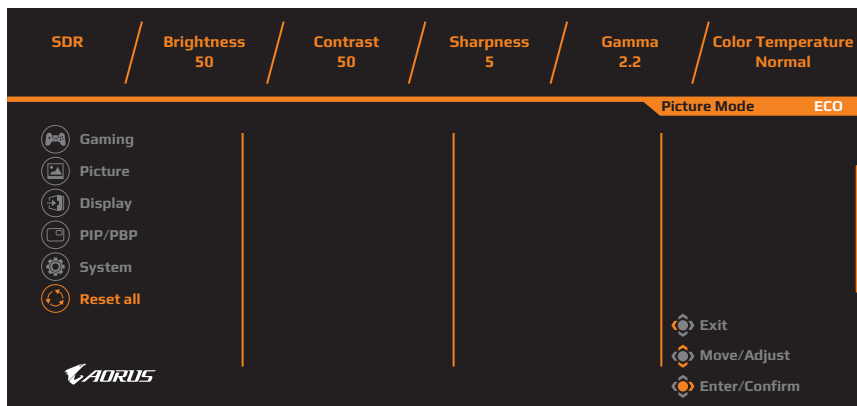 SDR
Brightness
50
Contrast
50
Sharpness
5
Gamma
2.2
Color Temperature
Normal
Picture Mode ECO
Gaming
Picture
Display
PIP/PBP
System
Reset all
Exit
Move/Adjust
Enter/Confirm
AORUS